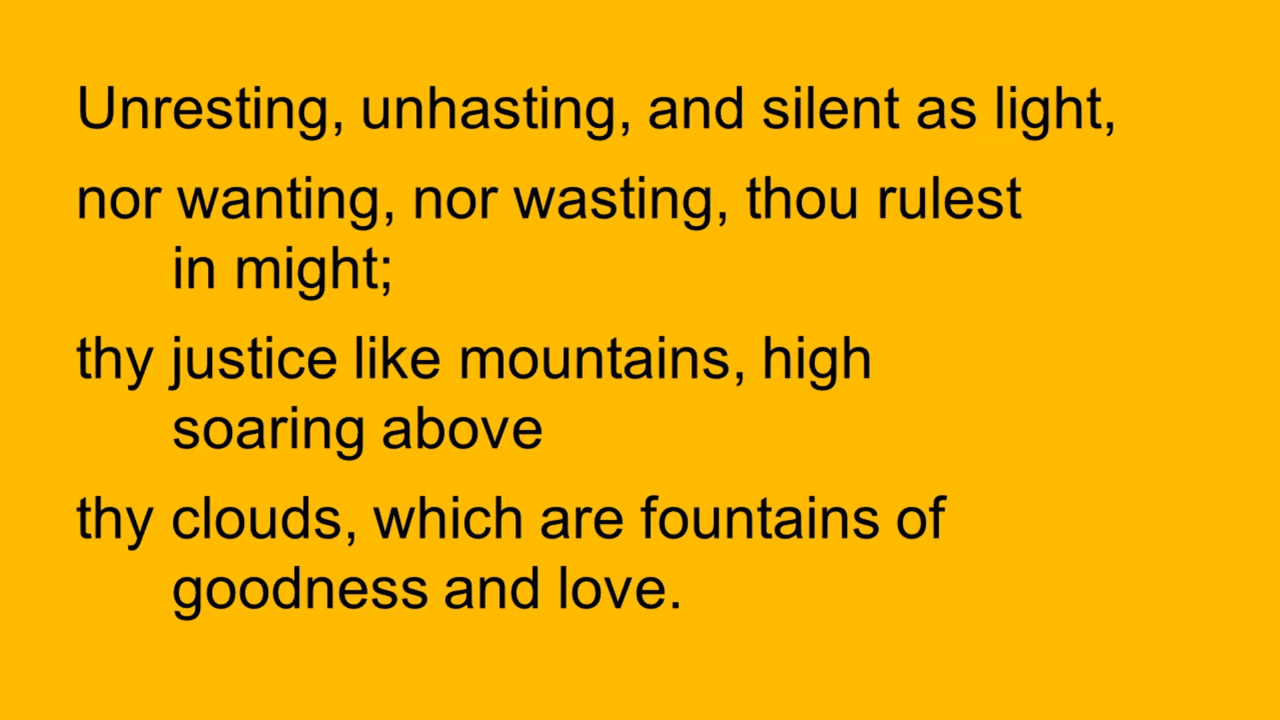 Unresting, unhasting, and silent as light,
nor wanting, nor wasting, thou rulest
in might;
thy justice like mountains, high
soaring above
thy clouds, which are fountains of
goodness and love.